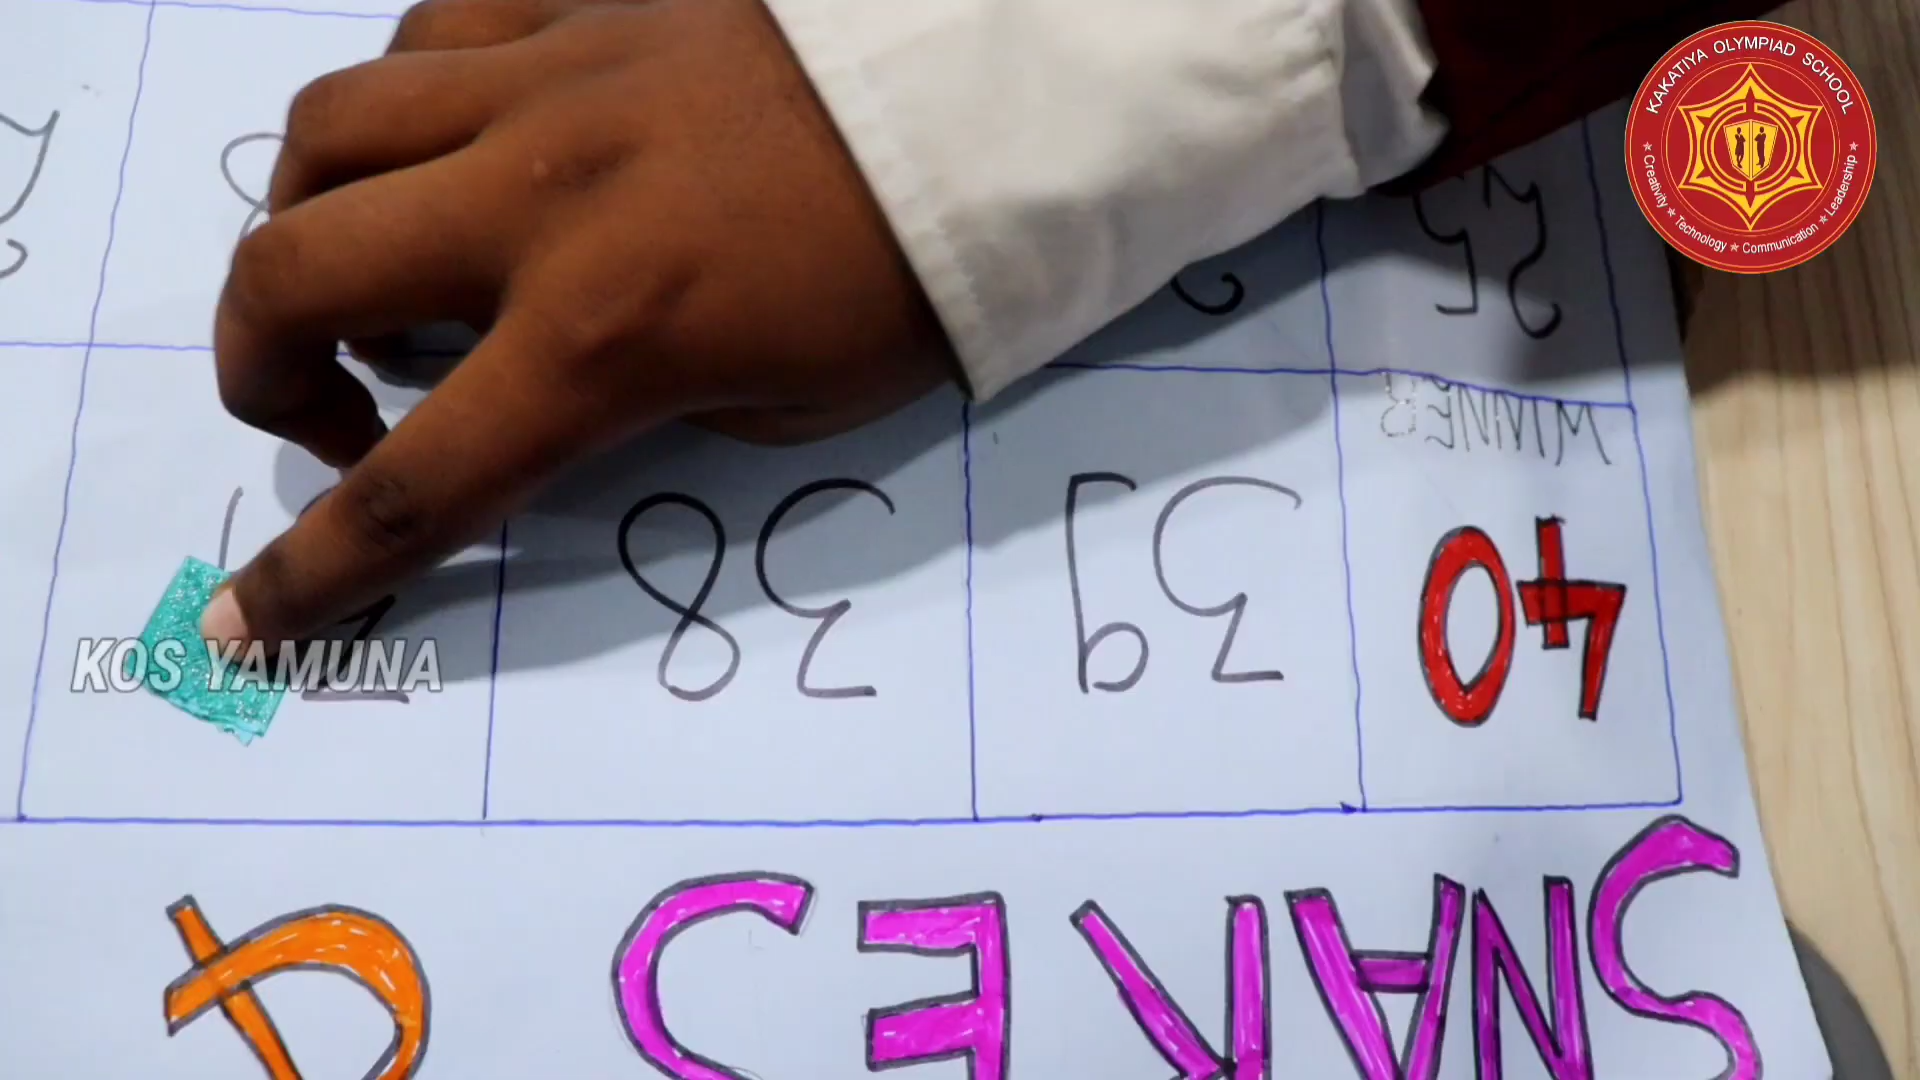 KAKATIYA OLYMPIAD SCHOOL
★ Creativity ★ Technology ★ Communication ★ Leadership ★
25
WINNER
40 39 38
KOS YAMUNA
SNAKES